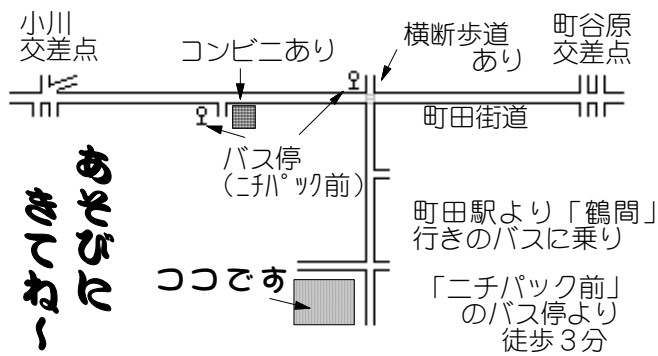 小川
交差点
コンビニあり
横断歩道
あり
町谷原
交差点
町田街道
バス停
（ﾆﾁﾊﾟｯｸ前）
あそびに
きてね～
ココです
町田駅より「鶴間」
行きのバスに乗り
「ニチパック前」
のバス停より
徒歩３分